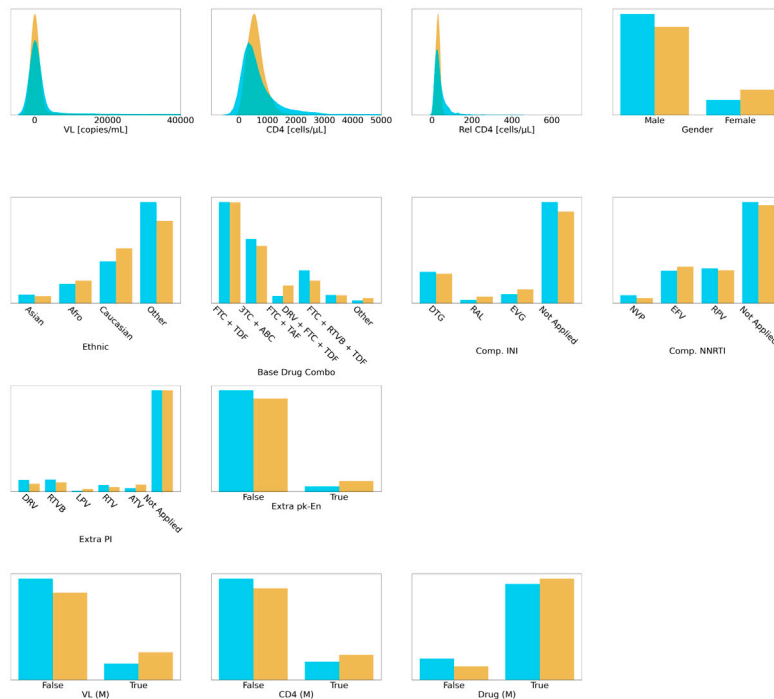 0 20000 40000
VL [copies/mL]
0 1000 2000 3000 4000 5000
CD4 [cells/μL]
0 200 400 600
Rel CD4 [cells/μL]
Male Female
Gender
Asian Afro Caucasian Other
Ethnic
FTC + TDF 3TC + ABC FTC + TAF DRV + FTC + TDF FTC + RTVB + TDF Other
Base Drug Combo
DTG RAL EVG Not Applied
Comp. INI
NVP EFV RPV Not Applied
Comp. NNRTI
DRV RTVB LPV RTV ATV Not Applied
Extra PI
False True
Extra pk-En
False True
VL (M)
False True
CD4 (M)
False True
Drug (M)